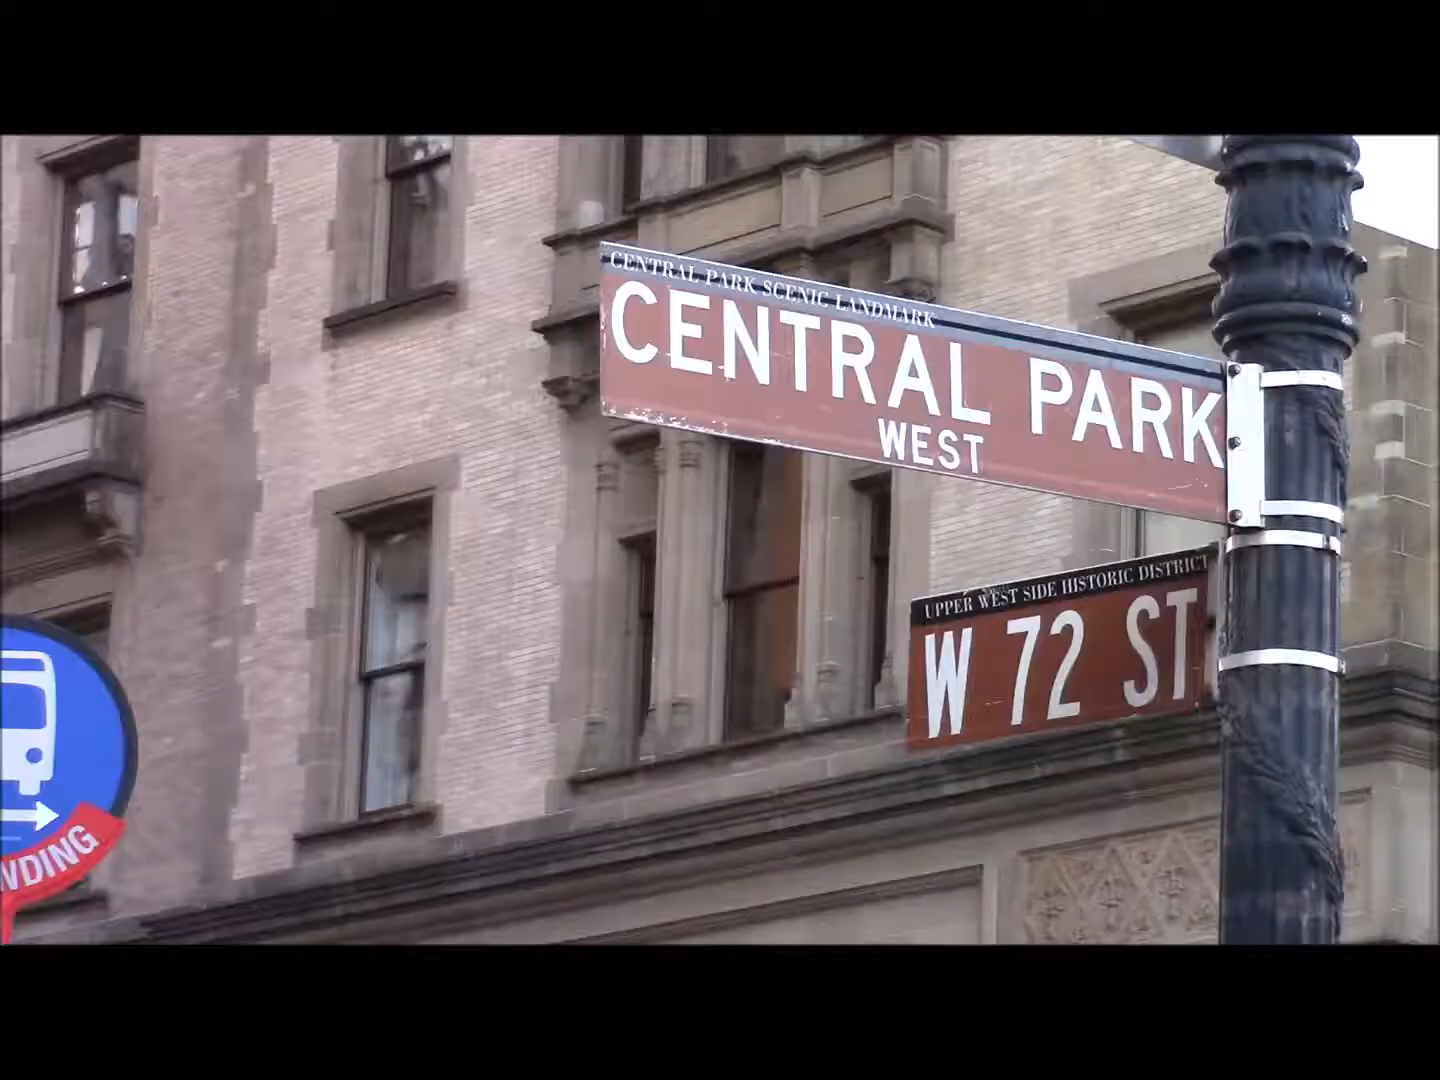 CENTRAL PARK SCENIC LANDMARK
CENTRAL PARK
WEST
UPPER WEST SIDE HISTORIC DISTRICT
W 72 ST